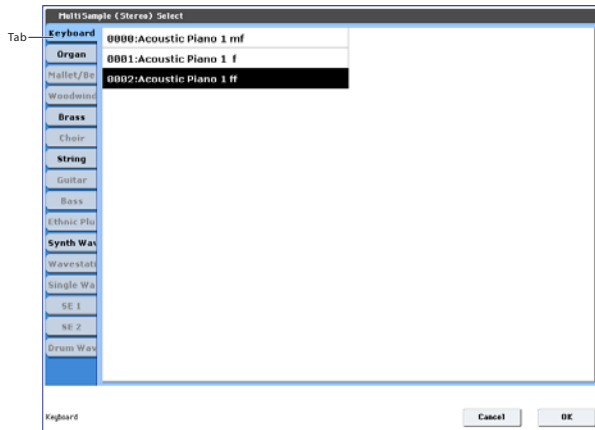 MultiSample (Stereo) Select
Tab
Keyboard
0000:Acoustic Piano 1 mf
Organ
0001:Acoustic Piano 1 f
Mallet/Be
0002:Acoustic Piano 1 ff
Woodwind
Brass
Choir
String
Guitar
Bass
Ethnic Plu
Synth Wav
Wavestati
Single Wa
SE 1
SE 2
Drum Wav
Keyboard
Cancel
OK